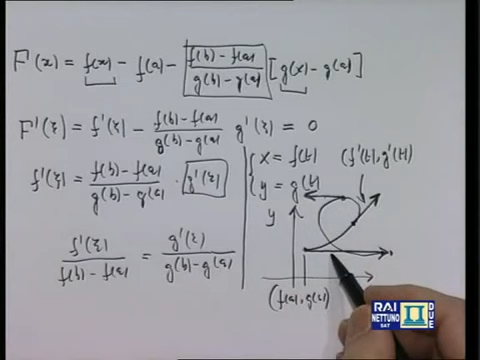 F(x) = f(x) - f(a) - f(b) - f(a) / g(b) - g(a) [g(x) - g(a)]
F'(ξ) = f'(ξ) - f(b) - f(a) / g(b) - g(a) g'(ξ) = 0
f'(ξ) = f(b) - f(a) / g(b) - g(a) · g'(ξ)
f'(ξ) / f(b) - f(a) = g'(ξ) / g(b) - g(a)
{ x = f(t)
y = g(t)
(f'(t), g'(t))
y
(f(a), g(a))
RAI
NETTUNO
SAT
DUE